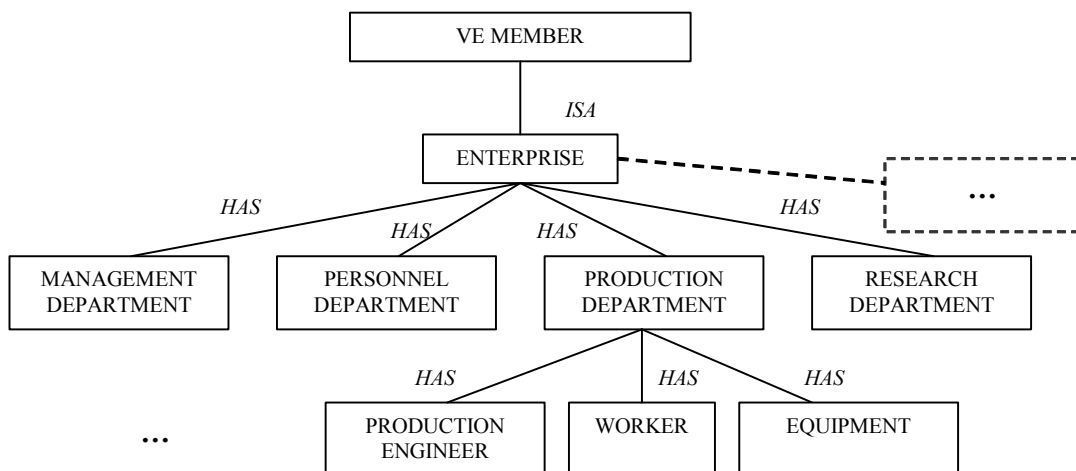 VE MEMBER
ISA
ENTERPRISE
...
HAS
HAS
HAS
HAS
MANAGEMENT
DEPARTMENT
PERSONNEL
DEPARTMENT
PRODUCTION
DEPARTMENT
RESEARCH
DEPARTMENT
HAS
HAS
HAS
...
PRODUCTION
ENGINEER
WORKER
EQUIPMENT